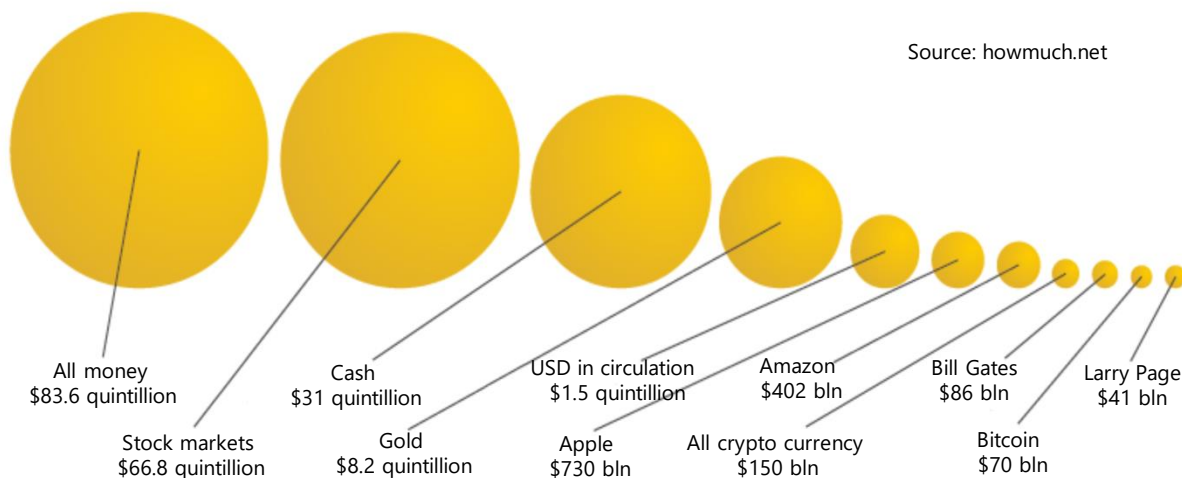 Source: howmuch.net
All money
$83.6 quintillion
Stock markets
$66.8 quintillion
Cash
$31 quintillion
Gold
$8.2 quintillion
USD in circulation
$1.5 quintillion
Apple
$730 bln
Amazon
$402 bln
All crypto currency
$150 bln
Bill Gates
$86 bln
Bitcoin
$70 bln
Larry Page
$41 bln